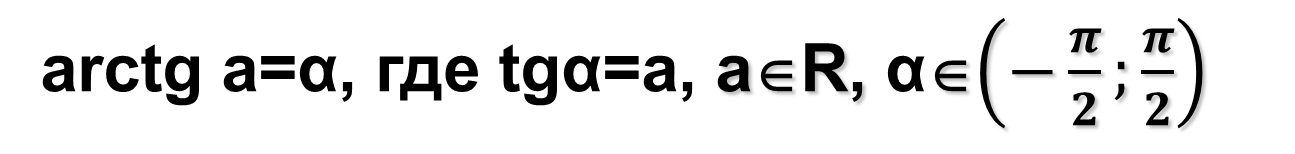 arctg a=α, где tgα=a, a∈R, α∈(−π/2;π/2)